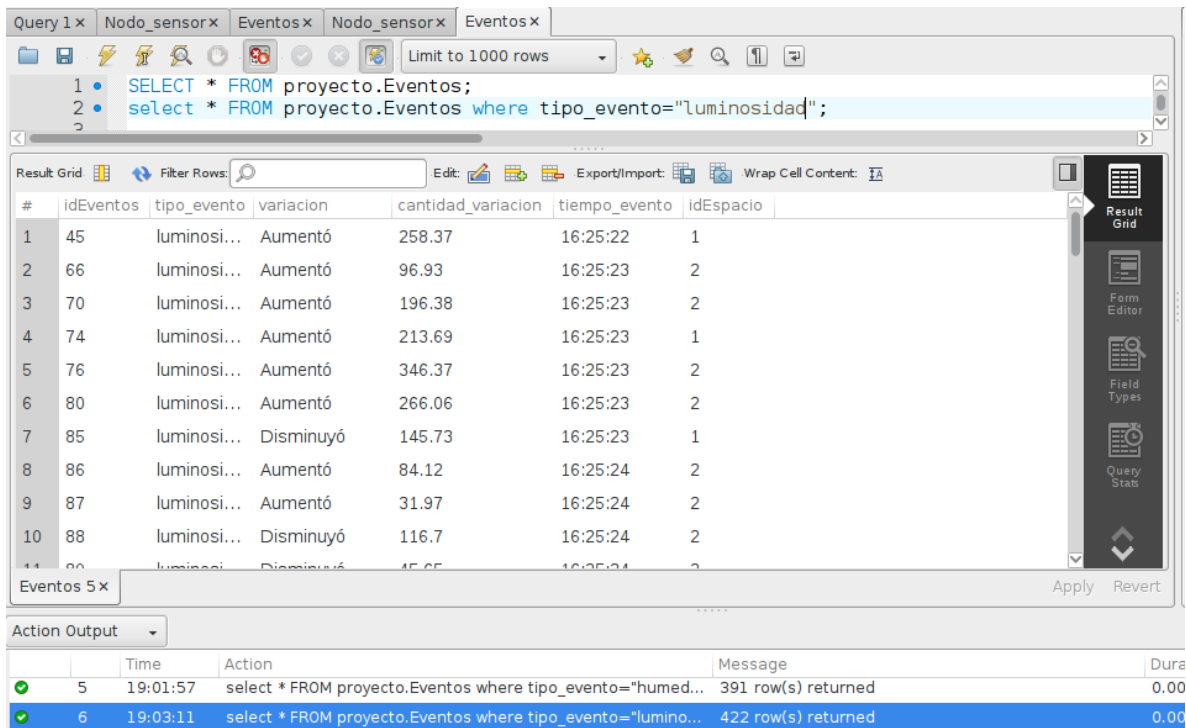 Query 1 Nodo_sensor Eventos Nodo_sensor Eventos
Limit to 1000 rows
1 SELECT * FROM proyecto.Eventos;
2 select * FROM proyecto.Eventos where tipo_evento="luminosidad";
Result Grid Filter Rows: Edit: Export/Import: Wrap Cell Content:
# idEventos tipo_evento variacion cantidad_variacion tiempo_evento idEspacio
1 45 luminosi... Aumentó 258.37 16:25:22 1
2 66 luminosi... Aumentó 96.93 16:25:23 2
3 70 luminosi... Aumentó 196.38 16:25:23 2
4 74 luminosi... Aumentó 213.69 16:25:23 1
5 76 luminosi... Aumentó 346.37 16:25:23 2
6 80 luminosi... Aumentó 266.06 16:25:23 2
7 85 luminosi... Disminuyó 145.73 16:25:23 1
8 86 luminosi... Aumentó 84.12 16:25:24 2
9 87 luminosi... Aumentó 31.97 16:25:24 2
10 88 luminosi... Disminuyó 116.7 16:25:24 2
Result
Grid
Form
Editor
Field
Types
Query
Stats
Eventos 5 Apply Revert
Action Output
Time Action Message Dura
5 19:01:57 select * FROM proyecto.Eventos where tipo_evento="humed... 391 row(s) returned 0.00
6 19:03:11 select * FROM proyecto.Eventos where tipo_evento="lumino... 422 row(s) returned 0.00